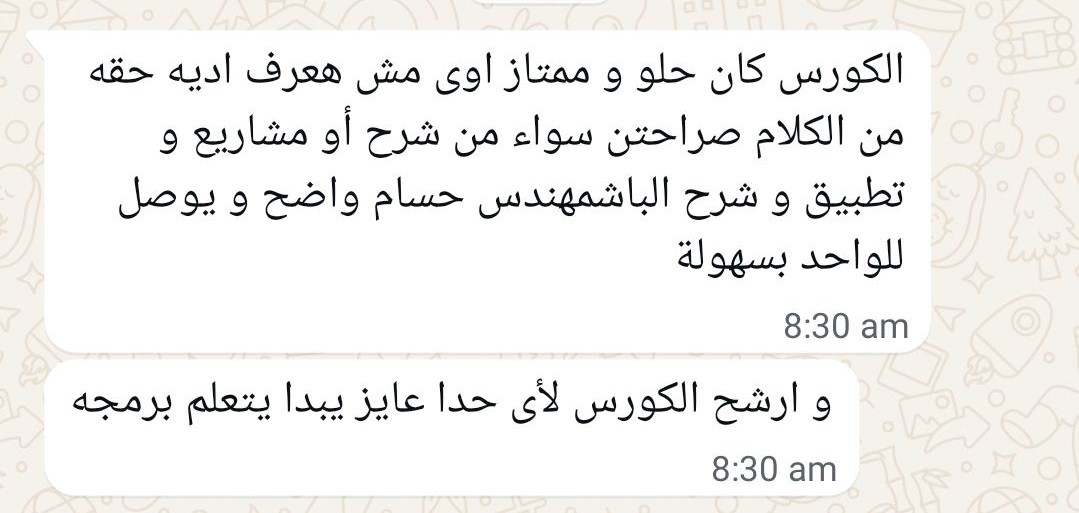 الكورس كان حلو و ممتاز اوى مش هعرف اديه حقه
من الكلام صراحتن سواء من شرح أو مشاريع و
تطبيق و شرح الباشمهندس حسام واضح و يوصل
للواحد بسهولة
8:30 am
و ارشح الكورس لأى حدا عايز يبدا يتعلم برمجه
8:30 am